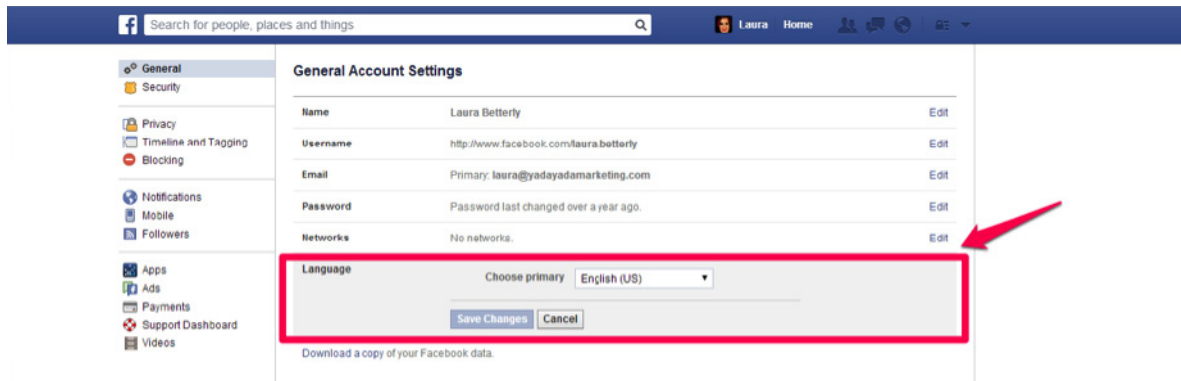 f Search for people, places and things Laura Home
General
Security
Privacy
Timeline and Tagging
Blocking
Notifications
Mobile
Followers
Apps
Ads
Payments
Support Dashboard
Videos
General Account Settings
Name Laura Betterly Edit
Username http://www.facebook.com/laura.betterly Edit
Email Primary: laura@yadayadamarketing.com Edit
Password Password last changed over a year ago. Edit
Networks No networks. Edit
Language Choose primary English (US)
Save Changes Cancel
Download a copy of your Facebook data.